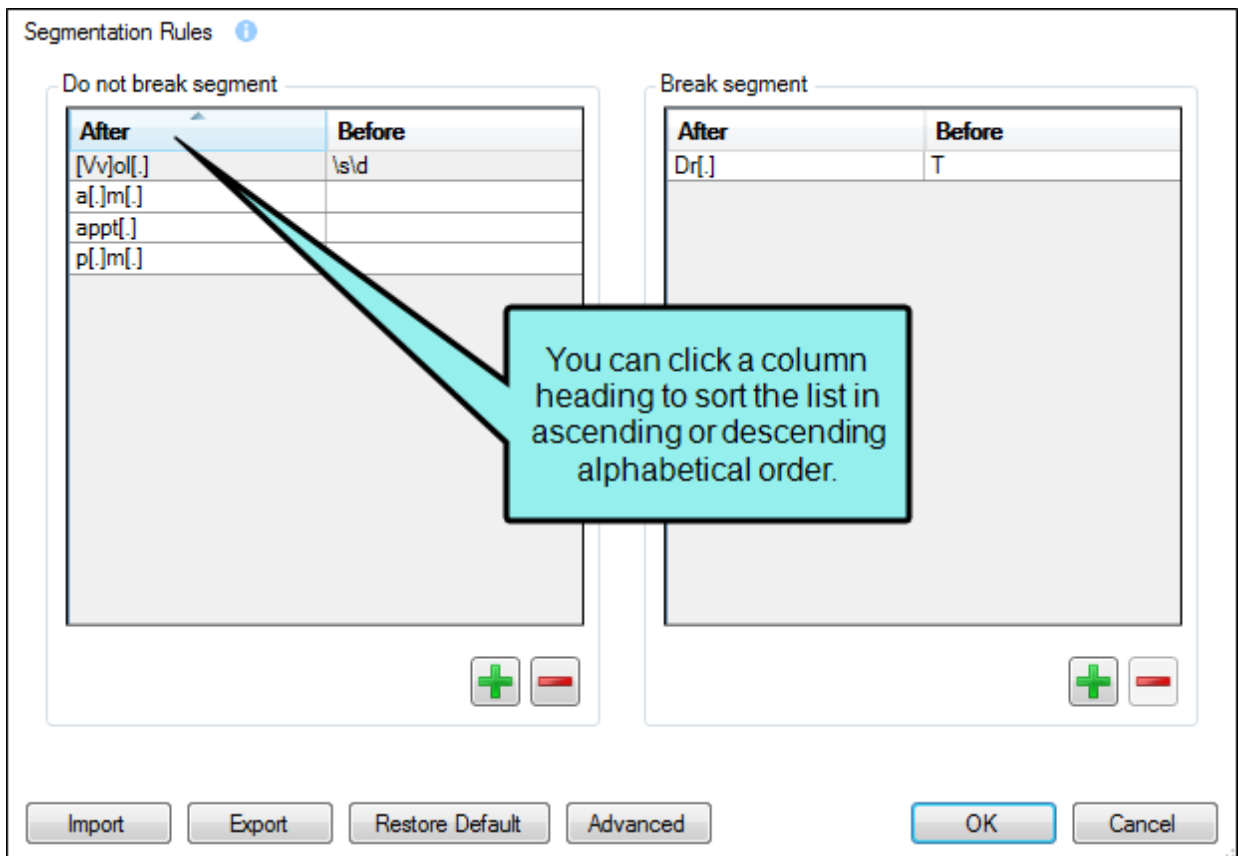 Segmentation Rules
Do not break segment
After Before
[Vv]ol[.] \s\d
a[.]m[.]
appt[.]
p[.]m[.]
Break segment
After Before
Dr[.] T
You can click a column
heading to sort the list in
ascending or descending
alphabetical order.
Import Export Restore Default Advanced OK Cancel